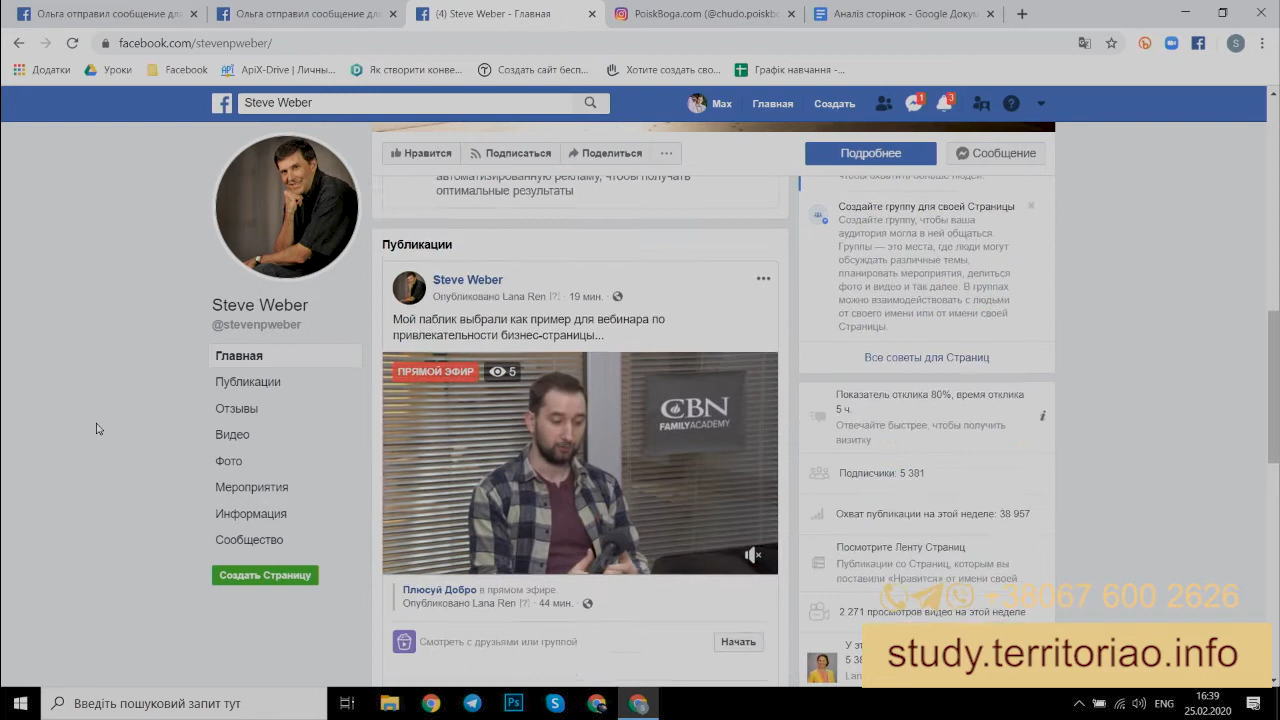 Ольга отправил сообщение дл
Ольга отправил сообщение дл
(4) Steve Weber - Главная
PoiskBoga.com (@chudo.poiskb
Аналіз сторінок - Google Доку
facebook.com/stevenpweber/
Додатки
Уроки
Facebook
ApiX-Drive | Личны...
Як створити конве...
Создать сайт бесп...
Хотите создать сво...
Графік навчання -...
Steve Weber
Max
Главная
Создать
1
3
Нравится
Подписаться
Поделиться
Подробнее
Сообщение
автоматизированную рекламу, чтобы получать
оптимальные результаты
чтобы охватить больше людей.
Создайте группу для своей Страницы
Создайте группу, чтобы ваша
аудитория могла в ней общаться.
Группы — это места, где люди могут
обсуждать различные темы,
планировать мероприятия, делиться
фото и видео и так далее. В группах
можно взаимодействовать с людьми
от своего имени или от имени своей
Страницы.
Все советы для Страниц
Steve Weber
@stevenpweber
Главная
Публикации
Отзывы
Видео
Фото
Мероприятия
Информация
Сообщество
Создать Страницу
Публикации
Steve Weber
Опубликовано Lana Ren [?] · 19 мин. ·
Мой паблик выбрали как пример для вебинара по
привлекательности бизнес-страницы...
ПРЯМОЙ ЭФИР
5
CBN
FAMILYACADEMY
Плюсуй Добро в прямом эфире.
Опубликовано Lana Ren [?] · 44 мин. ·
Смотреть с друзьями или группой
Начать
Показатель отклика 80%, время отклика
5 ч.
Отвечайте быстрее, чтобы получить
визитку
Подписчики: 5 381
Охват публикации на этой неделе: 38 957
Посмотрите Ленту Страниц
Публикации со Страниц, которым вы
поставили «Нравится» от имени своей
2 271 просмотров видео на этой неделе
+38067 600 2626
study.territoriao.info
Введіть пошуковий запит тут
ENG
16:39
25.02.2020